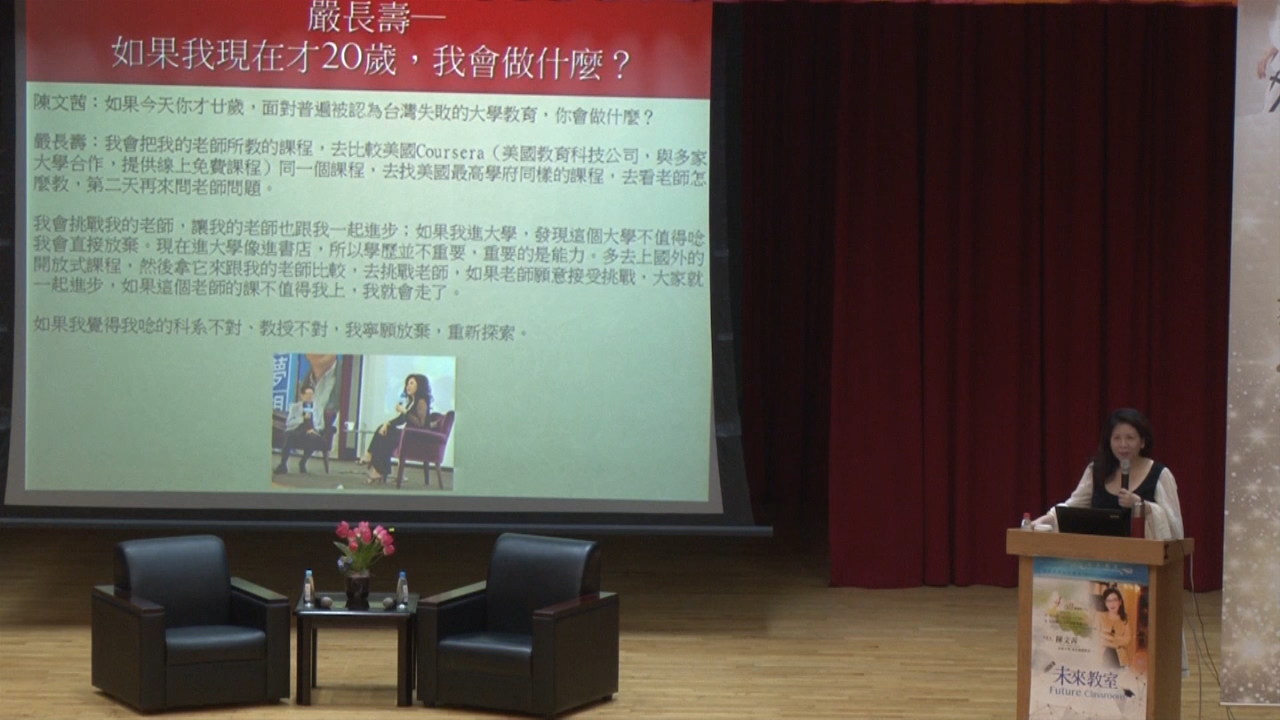 嚴長壽—
如果我現在才20歲，我會做什麼？
陳文茜：如果今天你才廿歲，面對普遍被認為台灣失敗的大學教育，你會做什麼？
嚴長壽：我會把我的老師所教的課程，去比較美國Coursera（美國教育科技公司，與多家
大學合作，提供線上免費課程）同一個課程，去找美國最高學府同樣的課程，去看老師怎
麼教，第二天再來問老師問題。
我會挑戰我的老師，讓我的老師也跟我一起進步；如果我進大學，發現這個大學不值得唸
我會直接放棄。現在進大學像進書店，所以學歷並不重要，重要的是能力。多去上國外的
開放式課程，然後拿它來跟我的老師比較，去挑戰老師，如果老師願意接受挑戰，大家就
一起進步，如果這個老師的課不值得我上，我就會走了。
如果我覺得我唸的科系不對、教授不對，我寧願放棄，重新探索。
夢
陳文茜
未來教室
Future Classroom